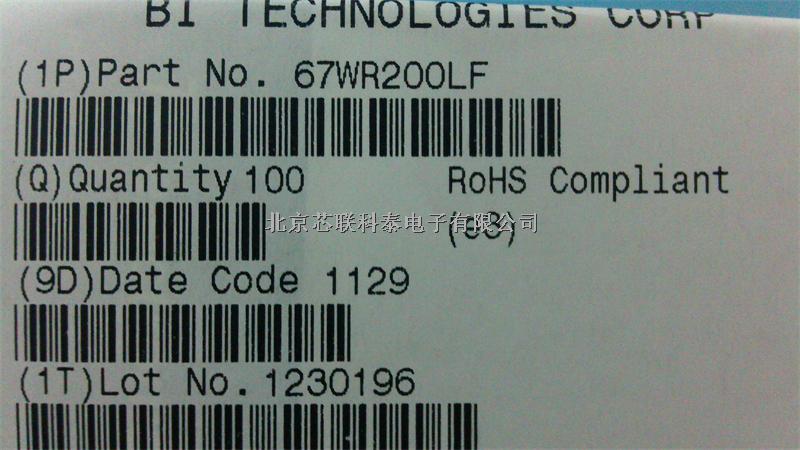 BI TECHNOLOGIES CORP
(1P)Part No. 67WR200LF
(Q)Quantity 100 RoHS Compliant
北京芯联科泰电子有限公司
(9D)Date Code 1129
(1T)Lot No. 1230196